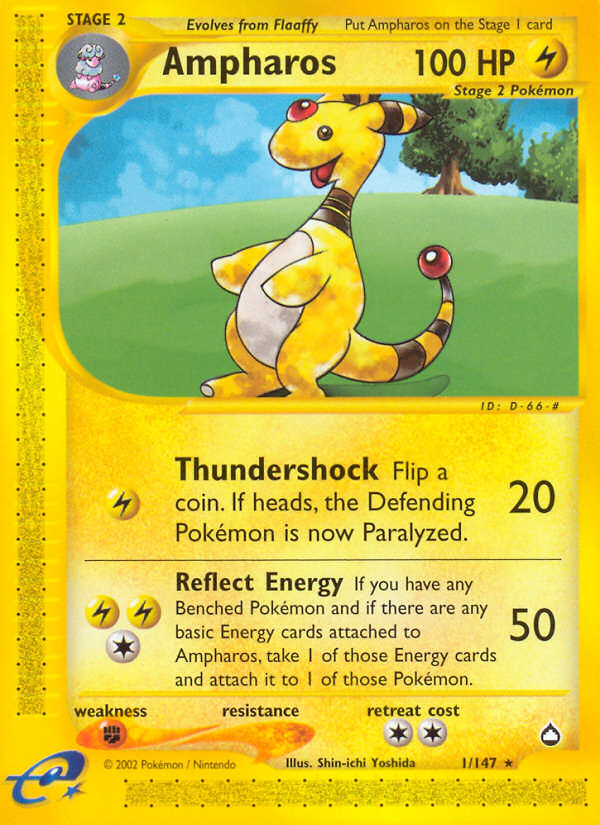 STAGE 2 Evolves from Flaaffy Put Ampharos on the Stage 1 card
Ampharos 100 HP
Stage 2 Pokémon
ID: D-66-#
Thundershock Flip a
coin. If heads, the Defending 20
Pokémon is now Paralyzed.
Reflect Energy If you have any
Benched Pokémon and if there are any
basic Energy cards attached to 50
Ampharos, take 1 of those Energy cards
and attach it to 1 of those Pokémon.
weakness resistance retreat cost
© 2002 Pokémon / Nintendo Illus. Shin-ichi Yoshida 1/147 ★
e